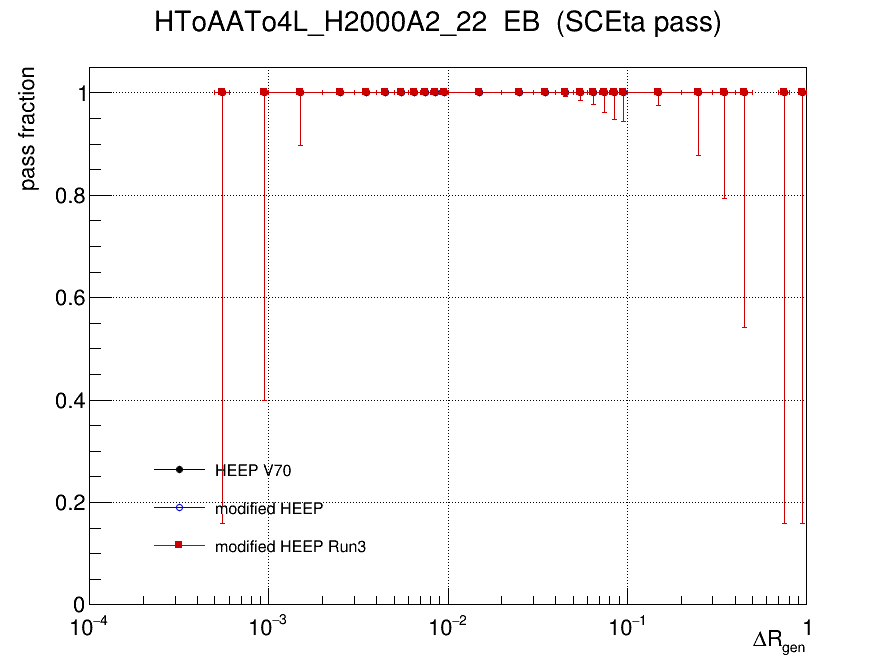 HToAATo4L_H2000A2_22 EB (SCEta pass)
pass fraction
1
0.8
0.6
0.4
0.2
0
HEEP V70
modified HEEP
modified HEEP Run3
10⁻⁴ 10⁻³ 10⁻² 10⁻¹ 1
ΔR_gen